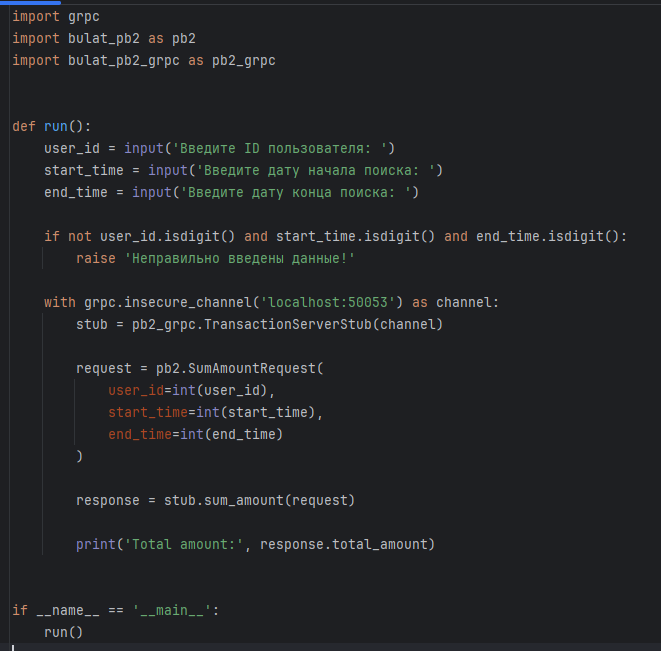 import grpc
import bulat_pb2 as pb2
import bulat_pb2_grpc as pb2_grpc
def run():
    user_id = input('Введите ID пользователя: ')
    start_time = input('Введите дату начала поиска: ')
    end_time = input('Введите дату конца поиска: ')
    if not user_id.isdigit() and start_time.isdigit() and end_time.isdigit():
        raise 'Неправильно введены данные!'
    with grpc.insecure_channel('localhost:50053') as channel:
        stub = pb2_grpc.TransactionServerStub(channel)
        request = pb2.SumAmountRequest(
            user_id=int(user_id),
            start_time=int(start_time),
            end_time=int(end_time)
        )
        response = stub.sum_amount(request)
        print('Total amount:', response.total_amount)
if __name__ == '__main__':
    run()